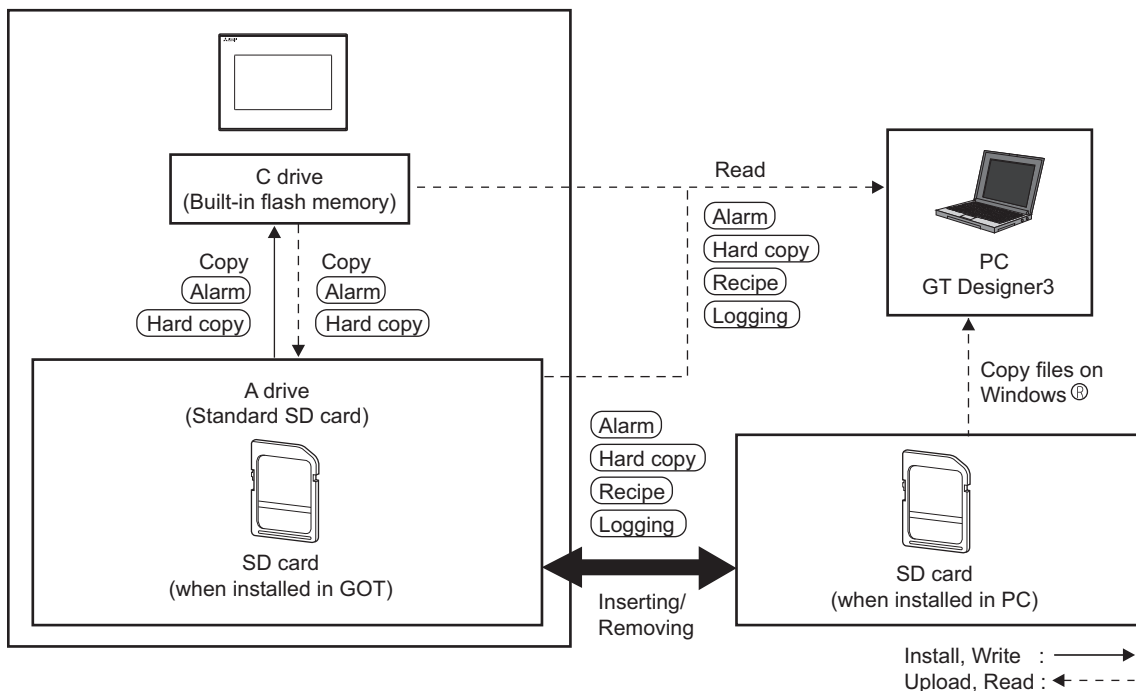 C drive
(Built-in flash memory)
Copy
Alarm
Hard copy
Copy
Alarm
Hard copy
A drive
(Standard SD card)
SD card
(when installed in GOT)
Read
Alarm
Hard copy
Recipe
Logging
PC
GT Designer3
Copy files on
Windows ®
Alarm
Hard copy
Recipe
Logging
Inserting/
Removing
SD card
(when installed in PC)
Install, Write :
Upload, Read :